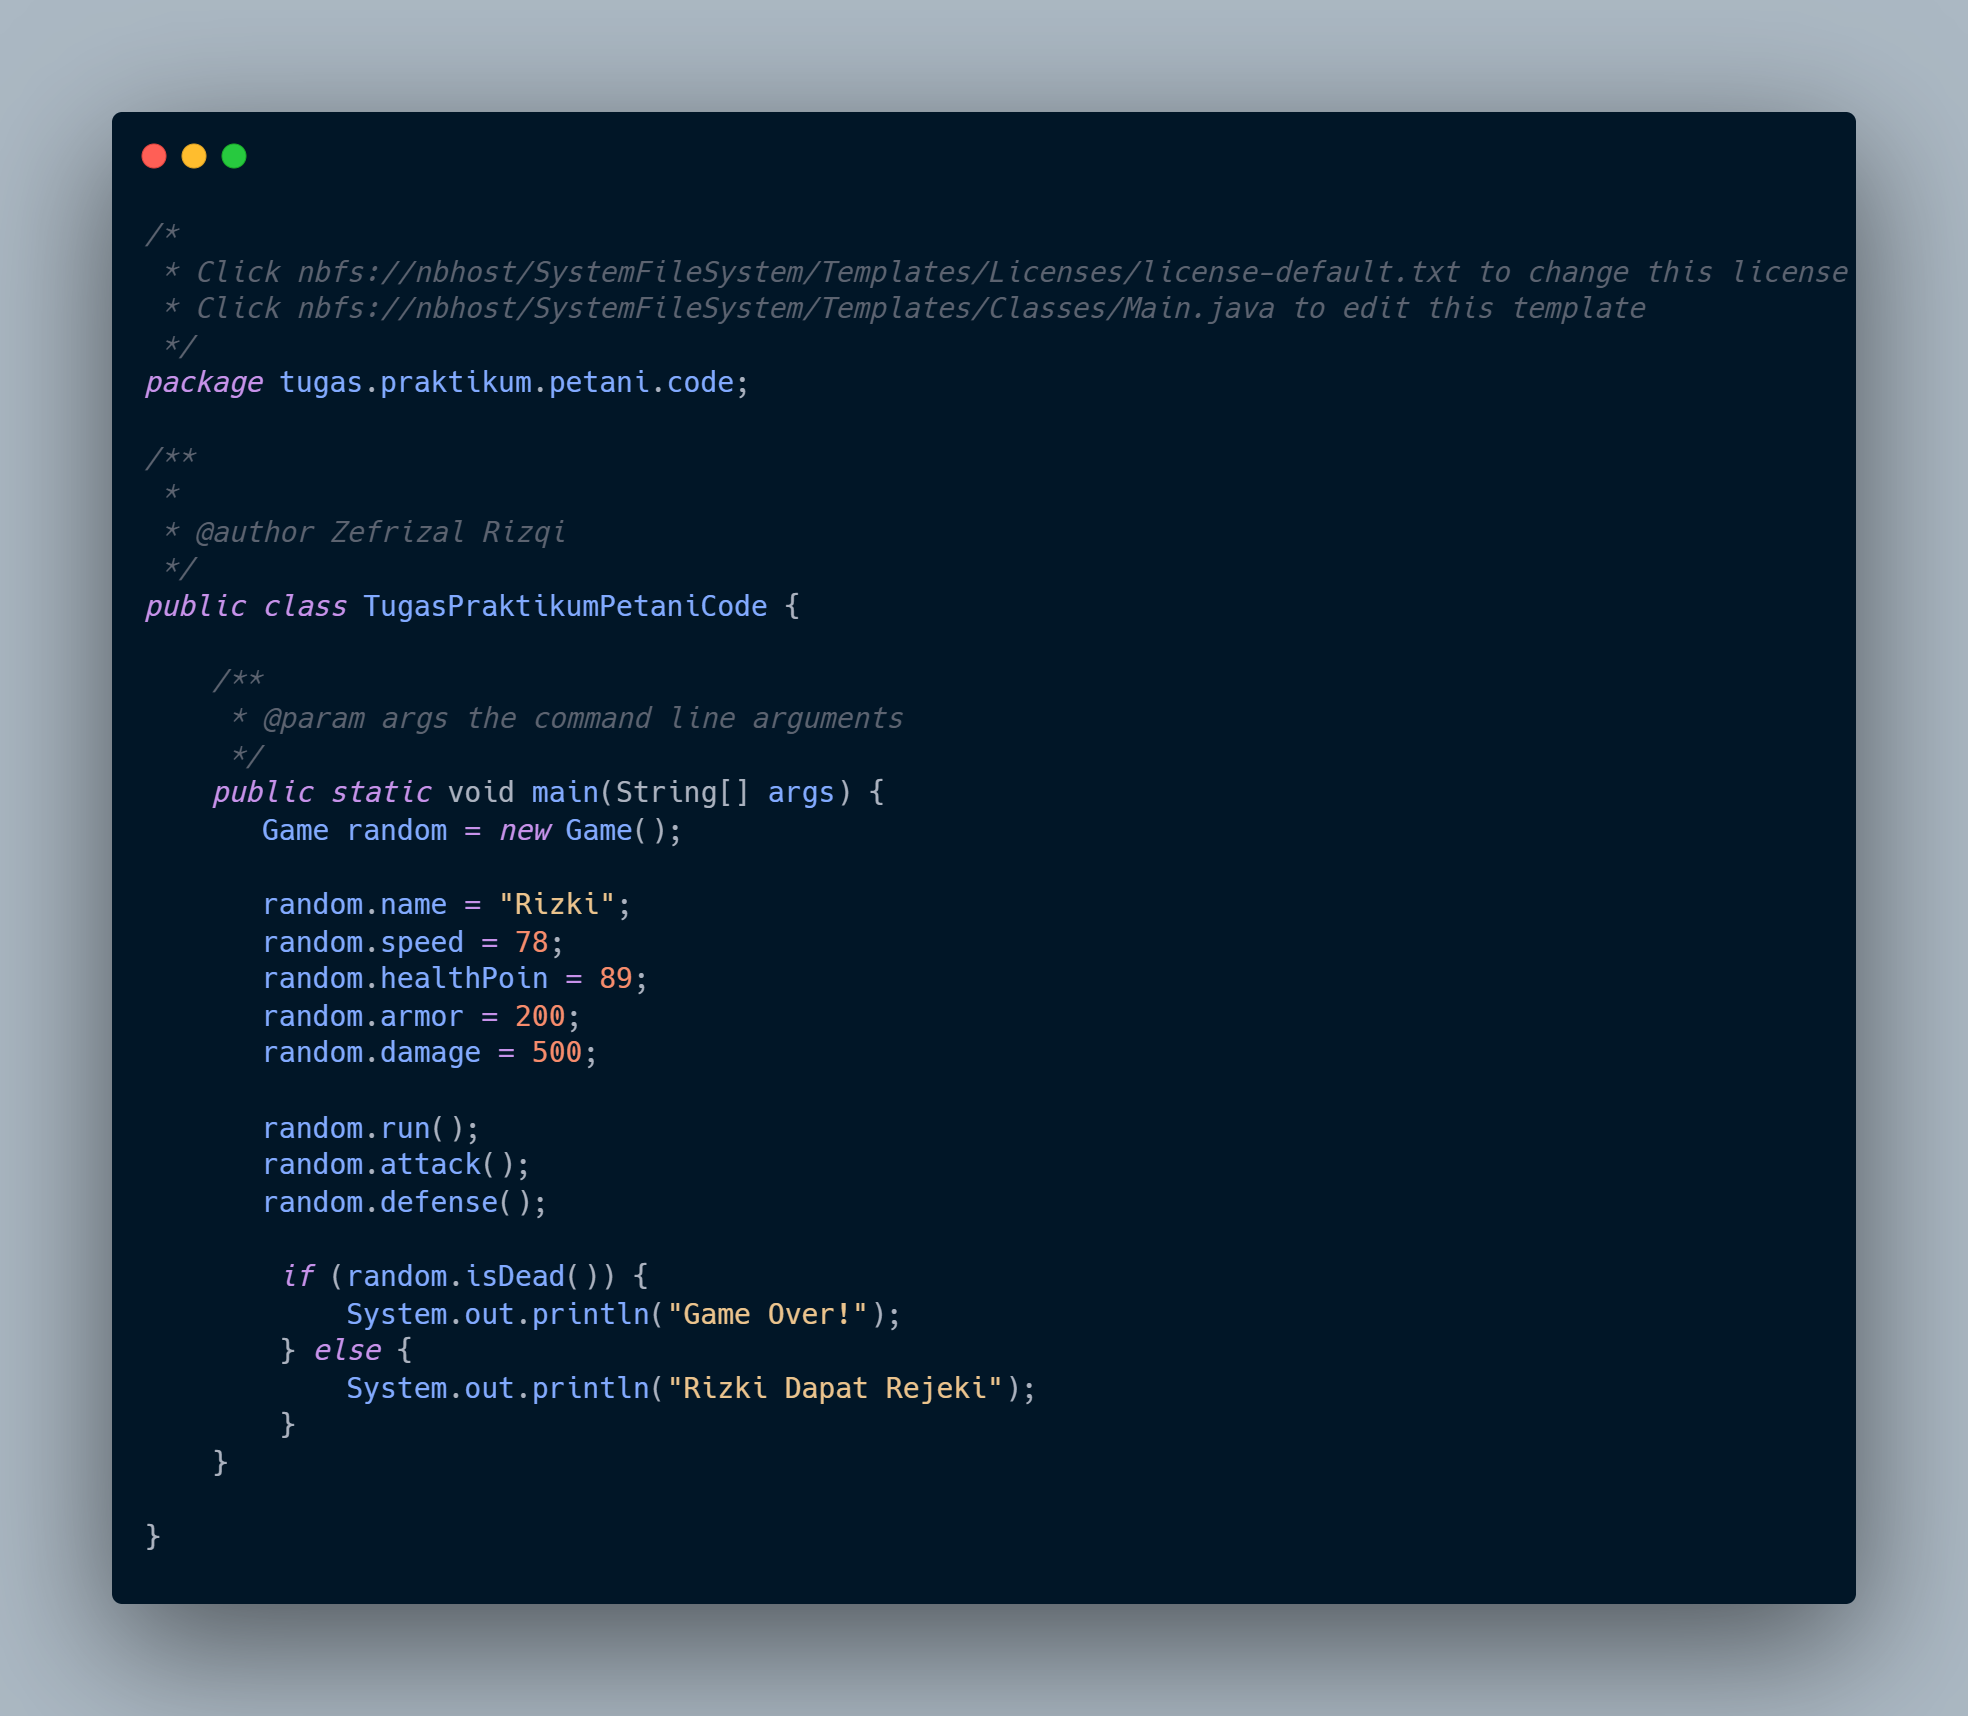 /*
 * Click nbfs://nbhost/SystemFileSystem/Templates/Licenses/license-default.txt to change this license
 * Click nbfs://nbhost/SystemFileSystem/Templates/Classes/Main.java to edit this template
 */
package tugas.praktikum.petani.code;

/**
 *
 * @author Zefrizal Rizqi
 */
public class TugasPraktikumPetaniCode {

    /**
     * @param args the command line arguments
     */
    public static void main(String[] args) {
       Game random = new Game();

       random.name = "Rizki";
       random.speed = 78;
       random.healthPoin = 89;
       random.armor = 200;
       random.damage = 500;

       random.run();
       random.attack();
       random.defense();

        if (random.isDead()) {
            System.out.println("Game Over!");
        } else {
            System.out.println("Rizki Dapat Rejeki");
        }
    }

}